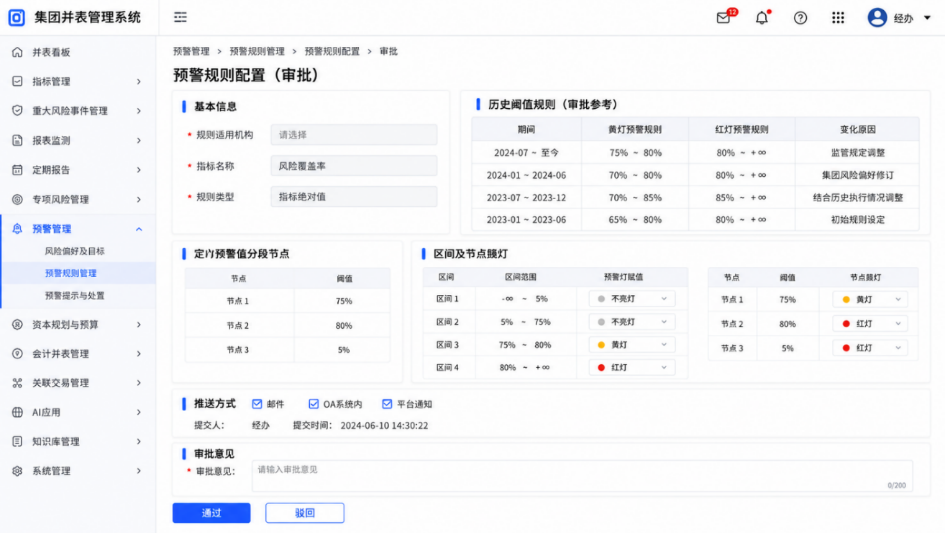 集团并表管理系统
12
经办
并表看板
指标管理
重大风险事件管理
报表监测
定期报告
专项风险管理
预警管理
风险偏好及目标
预警规则管理
预警提示与处置
资本规划与预算
会计并表管理
关联交易管理
AI应用
知识库管理
系统管理
预警管理 > 预警规则管理 > 预警规则配置 > 审批
预警规则配置（审批）
基本信息
* 规则适用机构 请选择
* 指标名称 风险覆盖率
* 规则类型 指标绝对值
历史阈值规则（审批参考）
期间 黄灯预警规则 红灯预警规则 变化原因
2024-07 ~ 至今 75% ~ 80% 80% ~ +∞ 监管规定调整
2024-01 ~ 2024-06 70% ~ 80% 80% ~ +∞ 集团风险偏好修订
2023-07 ~ 2023-12 70% ~ 85% 85% ~ +∞ 结合历史执行情况调整
2023-01 ~ 2023-06 65% ~ 80% 80% ~ +∞ 初始规则设定
预警值分段节点
节点 阈值
节点 1 75%
节点 2 80%
节点 3 5%
区间及节点 灯
区间 区间范围 预警灯赋值
区间 1 -∞ ~ 5% 不亮灯
区间 2 5% ~ 75% 不亮灯
区间 3 75% ~ 80% 黄灯
区间 4 80% ~ +∞ 红灯
节点 阈值 节点 灯
节点 1 75% 黄灯
节点 2 80% 红灯
节点 3 5% 红灯
推送方式 邮件 OA系统内 平台通知
提交人： 经办 提交时间： 2024-06-10 14:30:22
审批意见
* 审批意见： 请输入审批意见
0/200
通过 驳回